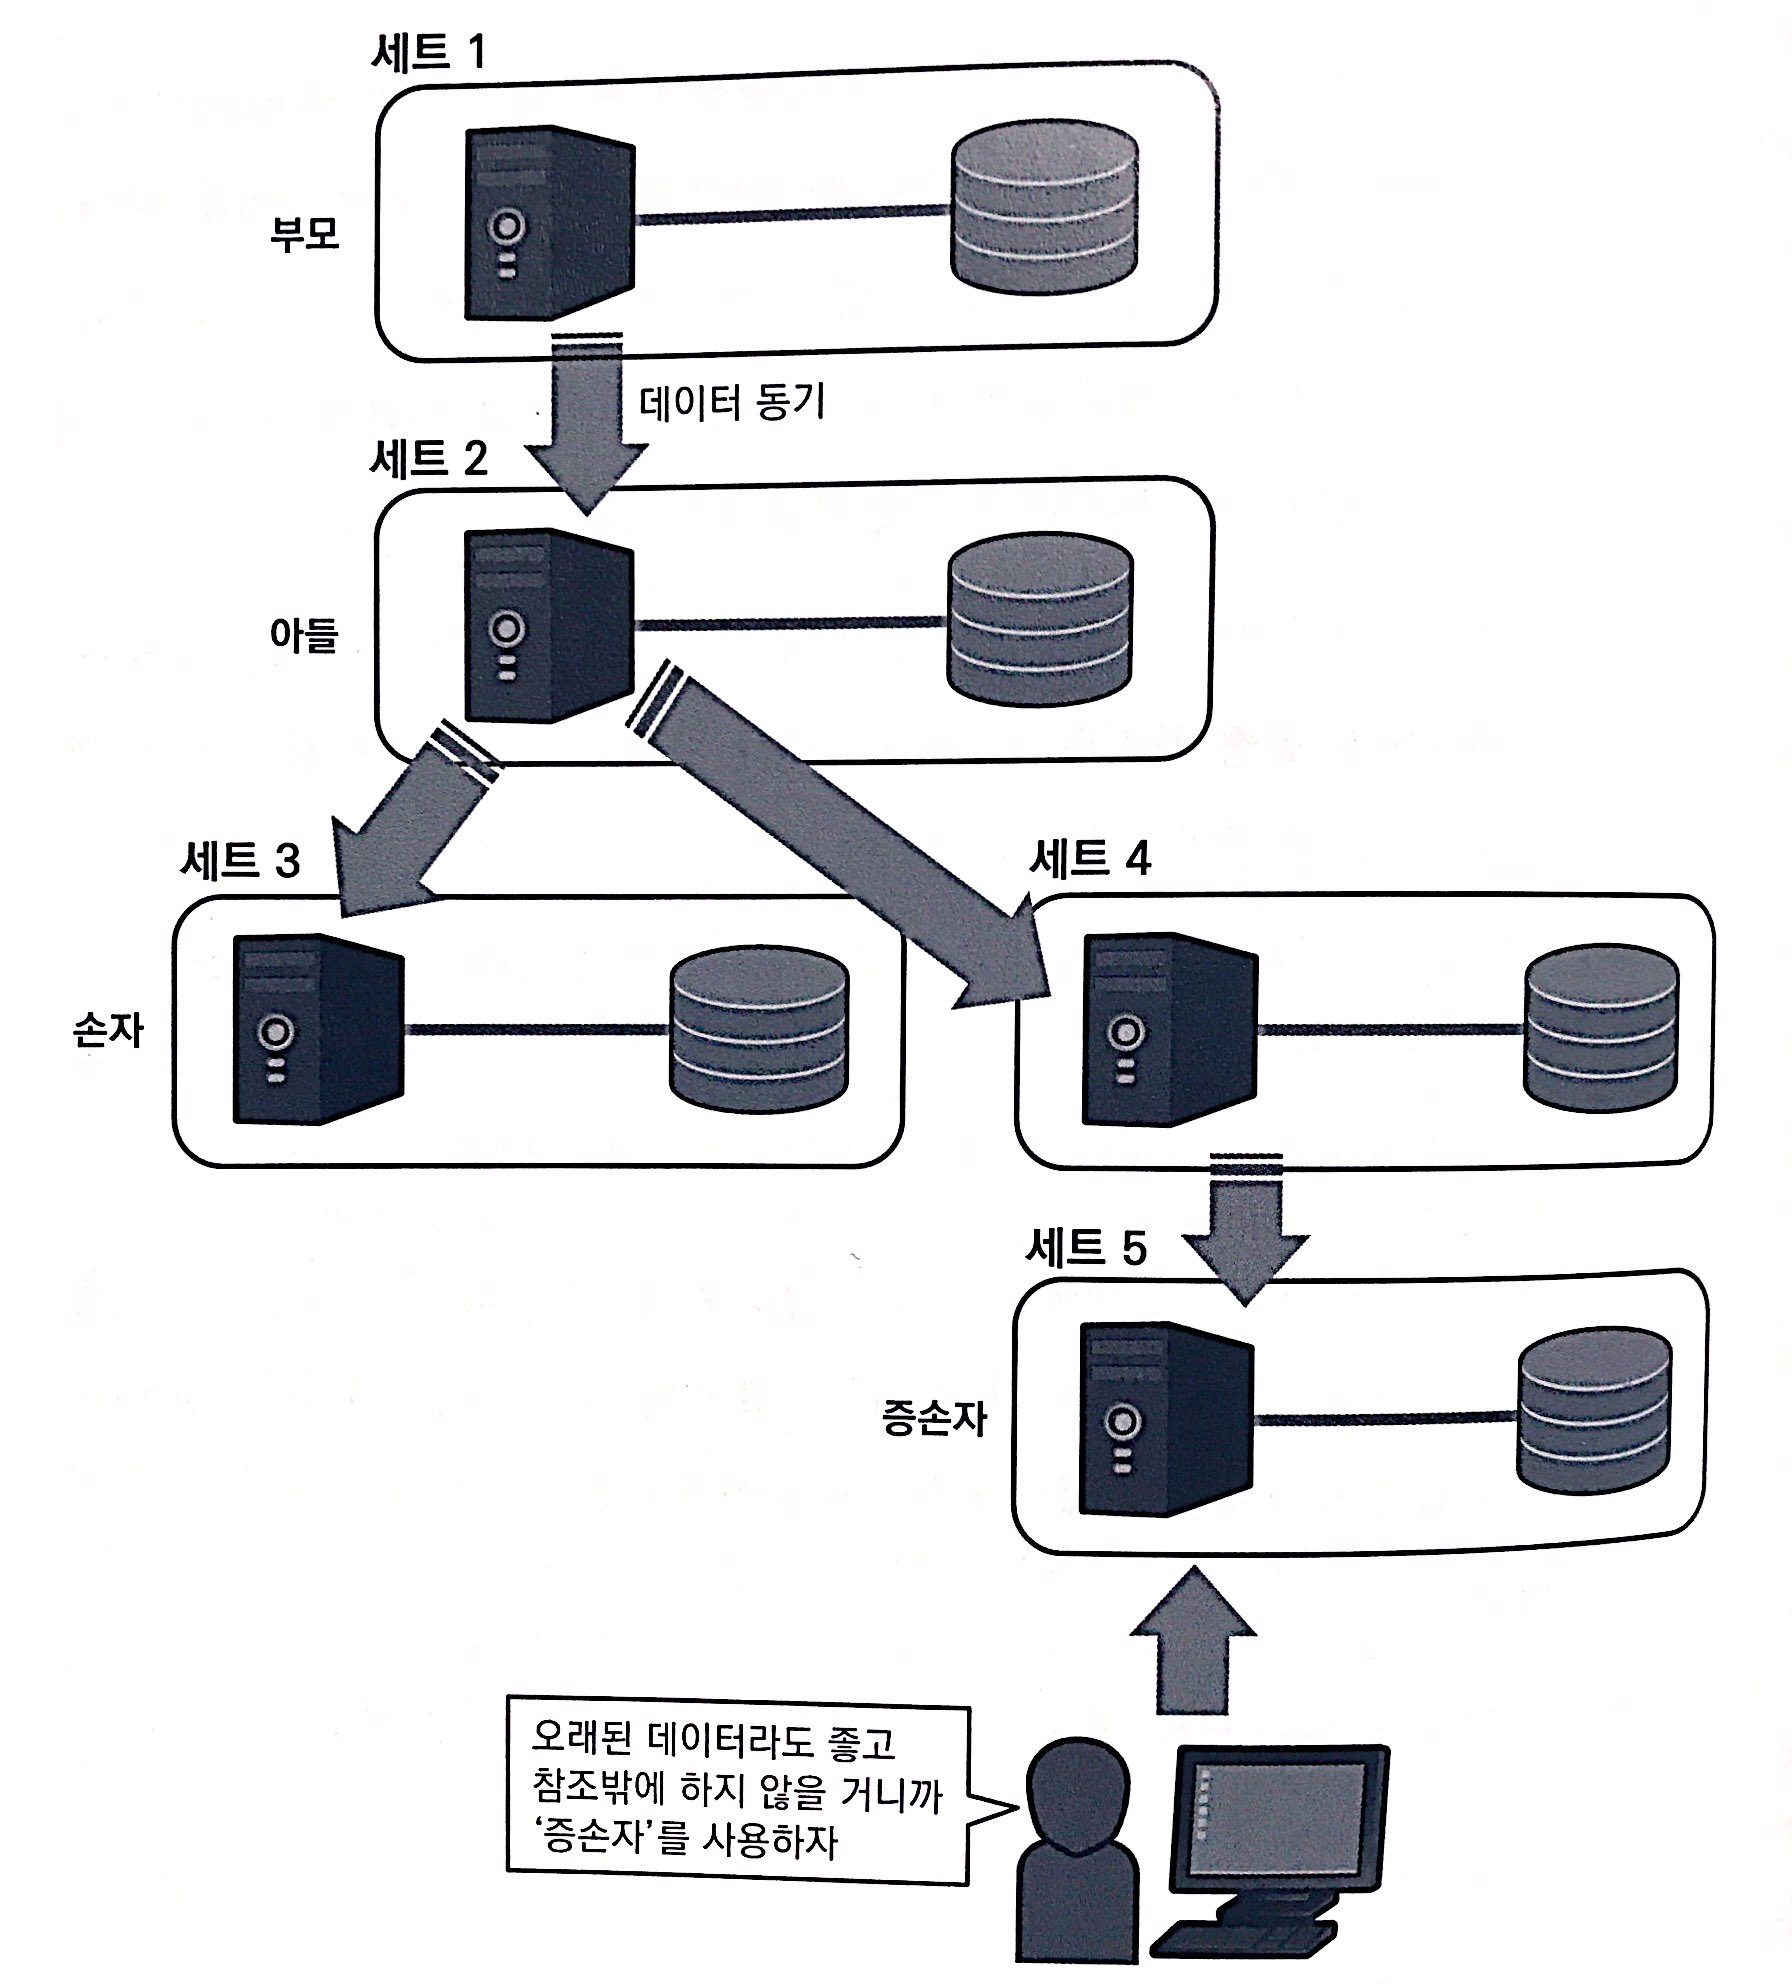 세트 1
부모
데이터 동기
세트 2
아들
세트 3
세트 4
손자
세트 5
증손자
오래된 데이터라도 좋고
참조밖에 하지 않을 거니까
‘증손자’를 사용하자